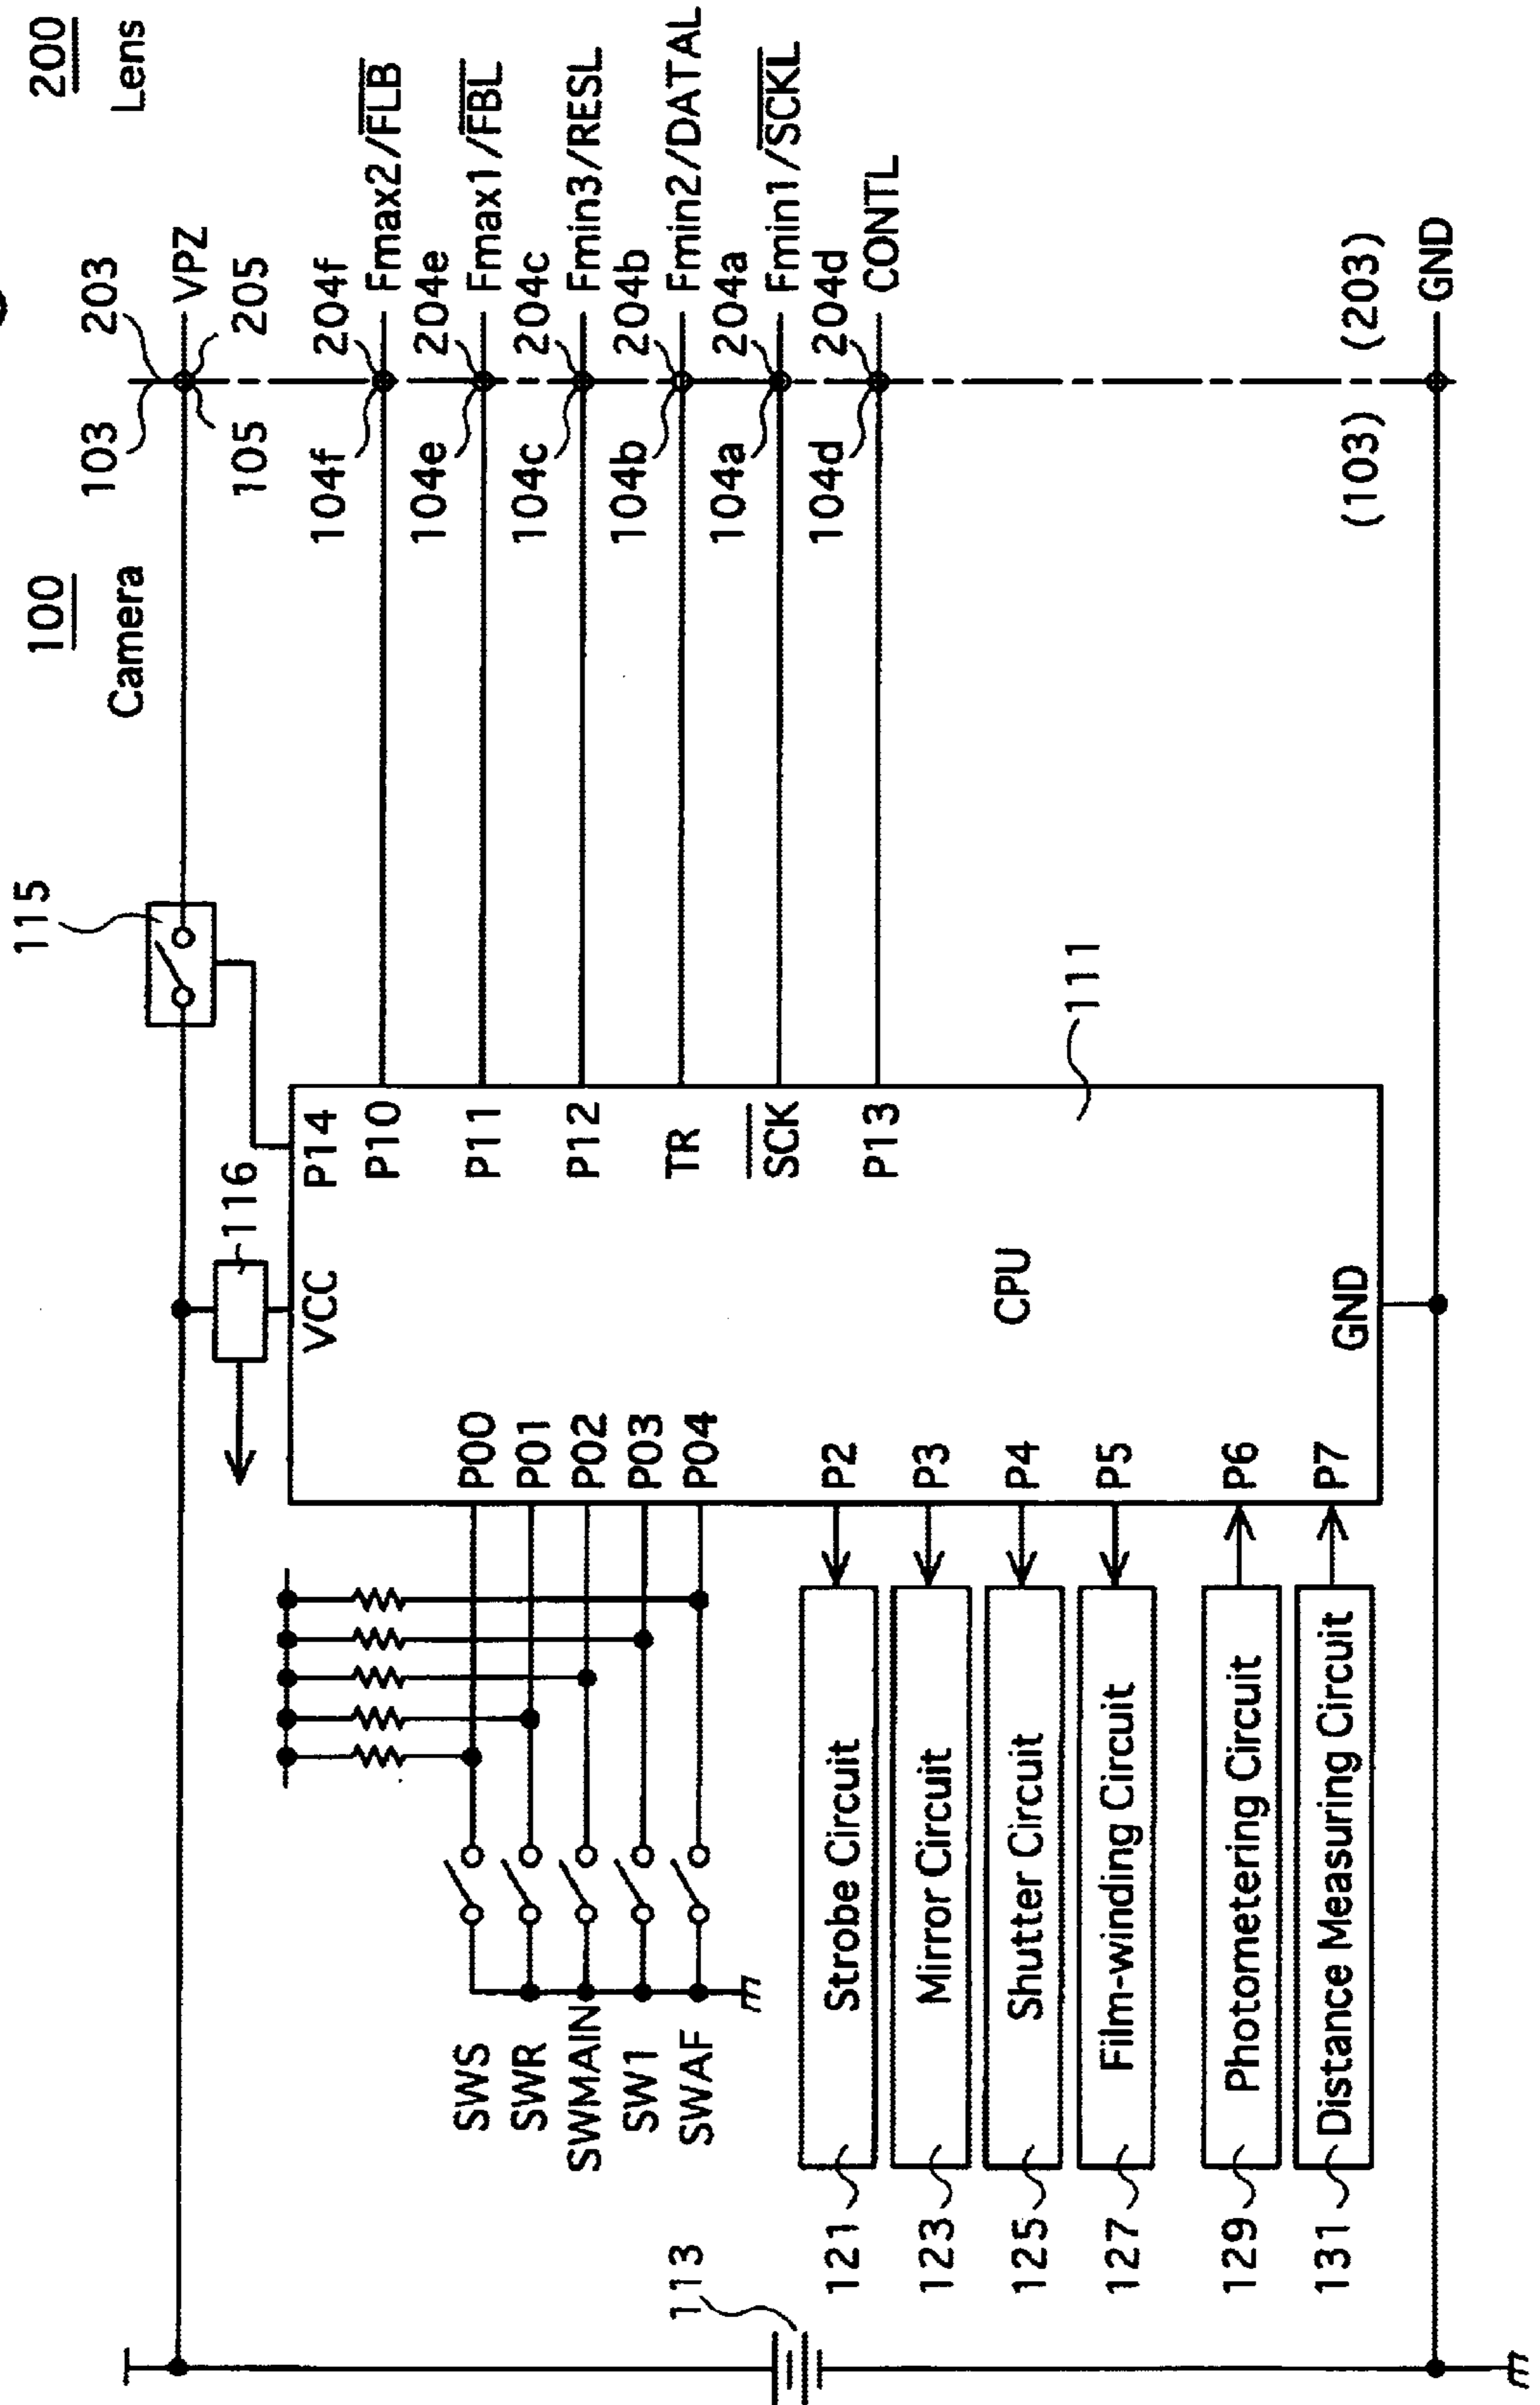 100
Camera
200
Lens
115
103
203
VPZ
105
205
116
VCC
P14
P10
104f
204f
Fmax2/F̅L̅B̅
P11
104e
204e
Fmax1/F̅B̅L̅
P12
104c
204c
Fmin3/RESL
TR
104b
204b
Fmin2/DATAL
S̅C̅K̅
104a
204a
Fmin1/S̅C̅K̅L̅
P13
104d
204d
CONTL
CPU
111
GND
(103)
(203)
GND
SWS
P00
SWR
P01
SWMAIN
P02
SW1
P03
SWAF
P04
113
121
Strobe Circuit
P2
123
Mirror Circuit
P3
125
Shutter Circuit
P4
127
Film-winding Circuit
P5
129
Photometering Circuit
P6
131
Distance Measuring Circuit
P7